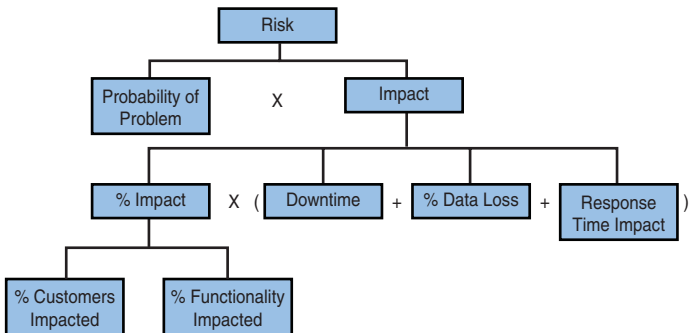 Risk
Probability of
Problem
X
Impact
% Impact
X
(
Downtime
+
% Data Loss
+
Response
Time Impact
)
% Customers
Impacted
% Functionality
Impacted